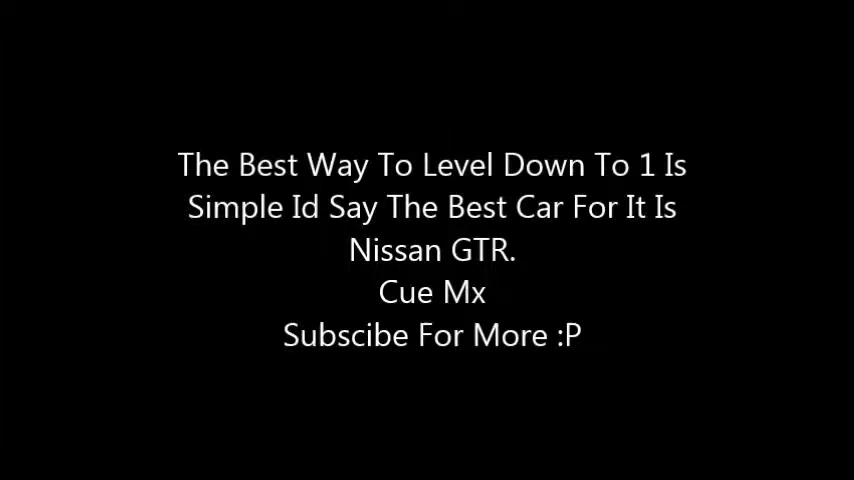 The Best Way To Level Down To 1 Is
Simple Id Say The Best Car For It Is
Nissan GTR.
Cue Mx
Subscibe For More :P